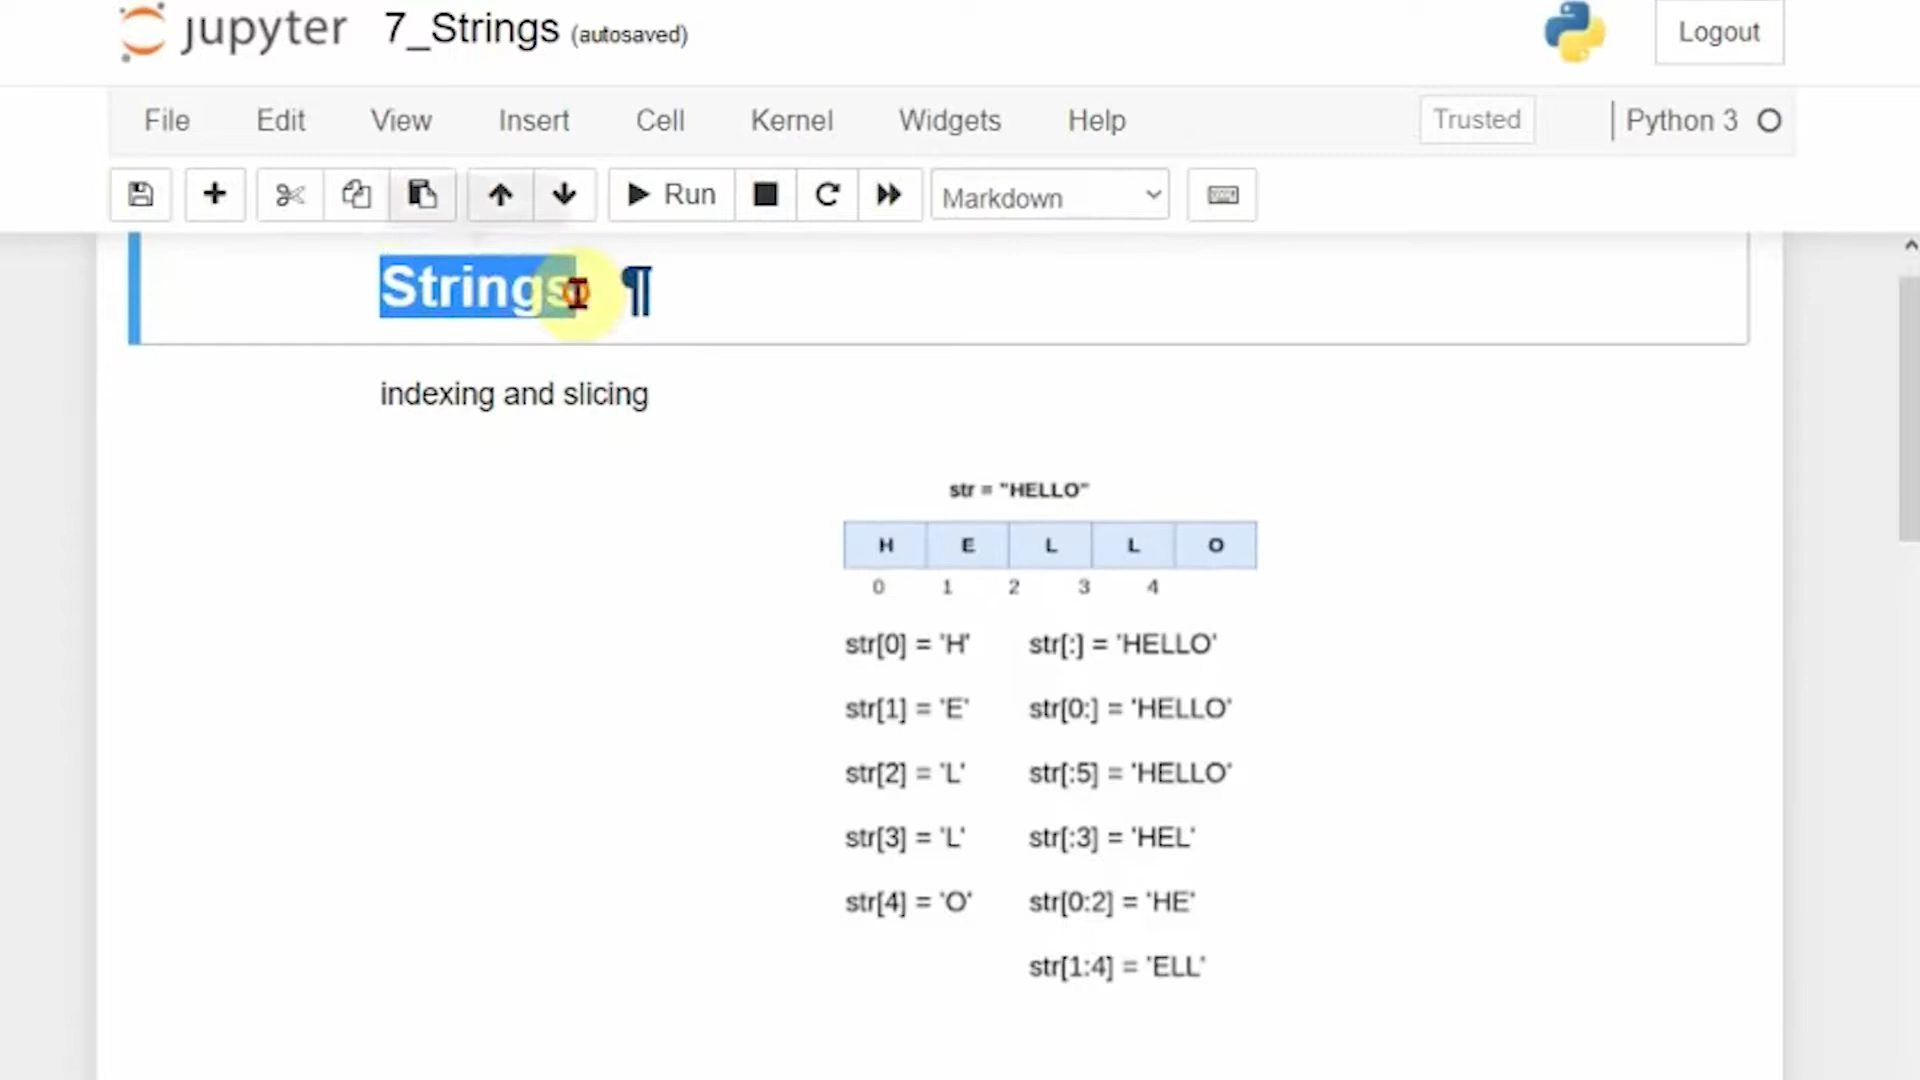 jupyter 7_Strings (autosaved) Logout
File Edit View Insert Cell Kernel Widgets Help Trusted Python 3
Run Markdown
Strings ¶
indexing and slicing
str = "HELLO"
H E L L O
0 1 2 3 4
str[0] = 'H' str[:] = 'HELLO'
str[1] = 'E' str[0:] = 'HELLO'
str[2] = 'L' str[:5] = 'HELLO'
str[3] = 'L' str[:3] = 'HEL'
str[4] = 'O' str[0:2] = 'HE'
str[1:4] = 'ELL'